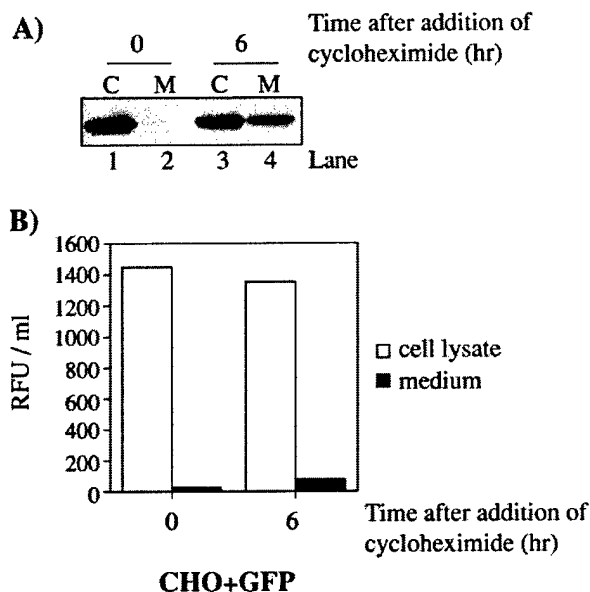 A)
Time after addition of
cycloheximide (hr)
0 6
C M C M
1 2 3 4 Lane
B)
1600
1400
1200
1000
800
600
400
200
0
RFU / ml
cell lysate
medium
0 6
Time after addition of
cycloheximide (hr)
CHO+GFP